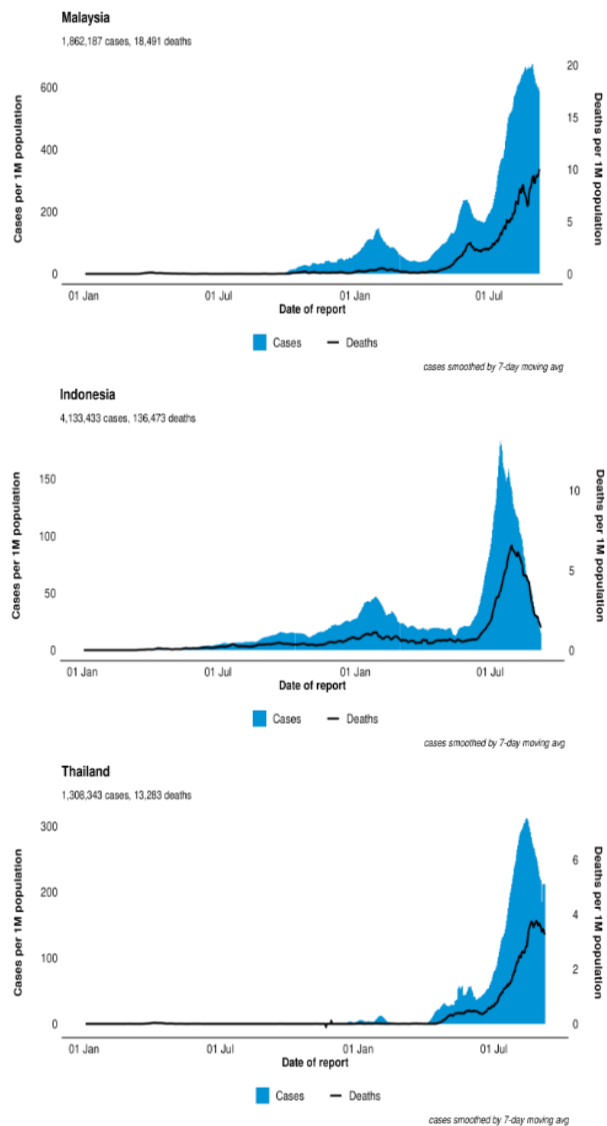 Malaysia
1,862,187 cases, 18,491 deaths
Cases per 1M population
600
400
200
0
Deaths per 1M population
20
15
10
5
0
01 Jan 01 Jul 01 Jan 01 Jul
Date of report
Cases Deaths
cases smoothed by 7-day moving avg
Indonesia
4,133,433 cases, 136,473 deaths
Cases per 1M population
150
100
50
0
Deaths per 1M population
10
5
0
01 Jan 01 Jul 01 Jan 01 Jul
Date of report
Cases Deaths
cases smoothed by 7-day moving avg
Thailand
1,308,343 cases, 13,283 deaths
Cases per 1M population
300
200
100
0
Deaths per 1M population
6
4
2
0
01 Jan 01 Jul 01 Jan 01 Jul
Date of report
Cases Deaths
cases smoothed by 7-day moving avg